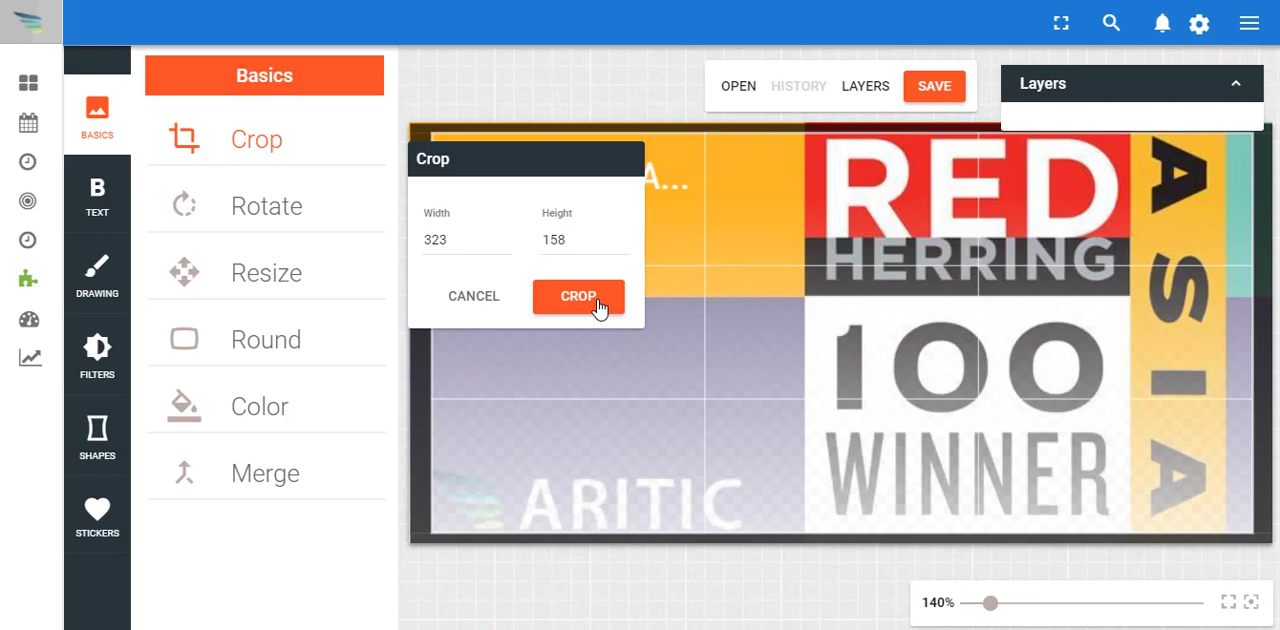 BASICS
TEXT
DRAWING
FILTERS
SHAPES
STICKERS
Basics
Crop
Rotate
Resize
Round
Color
Merge
OPEN HISTORY LAYERS SAVE
Layers
Crop
Width Height
323 158
CANCEL CROP
A...
RED
HERRING
100
WINNER
ASIA
ARITIC
140%